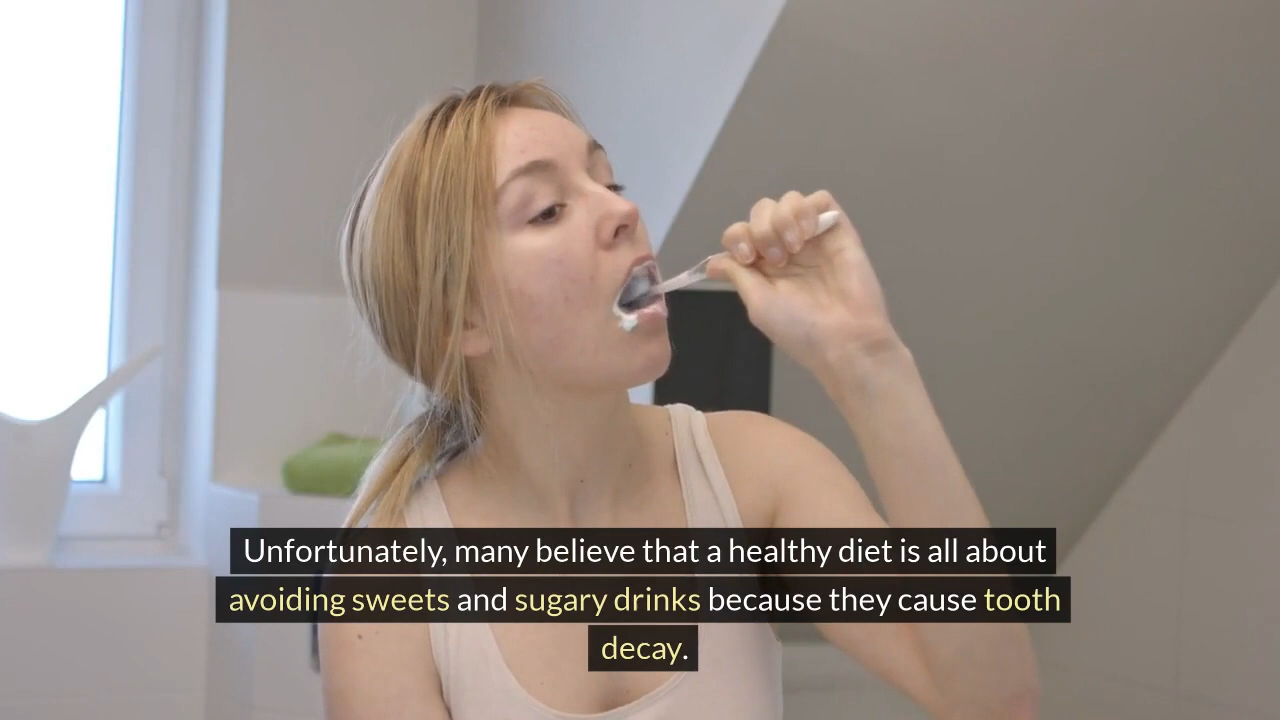 Unfortunately, many believe that a healthy diet is all about
avoiding sweets and sugary drinks because they cause tooth
decay.